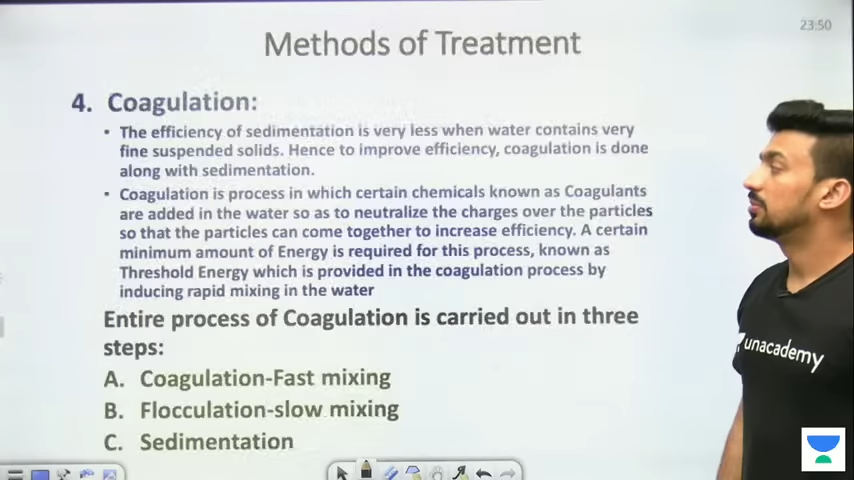 23:50
Methods of Treatment
4. Coagulation:
• The efficiency of sedimentation is very less when water contains very
fine suspended solids. Hence to improve efficiency, coagulation is done
along with sedimentation.
• Coagulation is process in which certain chemicals known as Coagulants
are added in the water so as to neutralize the charges over the particles
so that the particles can come together to increase efficiency. A certain
minimum amount of Energy is required for this process, known as
Threshold Energy which is provided in the coagulation process by
inducing rapid mixing in the water
Entire process of Coagulation is carried out in three
steps:
A. Coagulation-Fast mixing
B. Flocculation-slow mixing
C. Sedimentation
unacademy